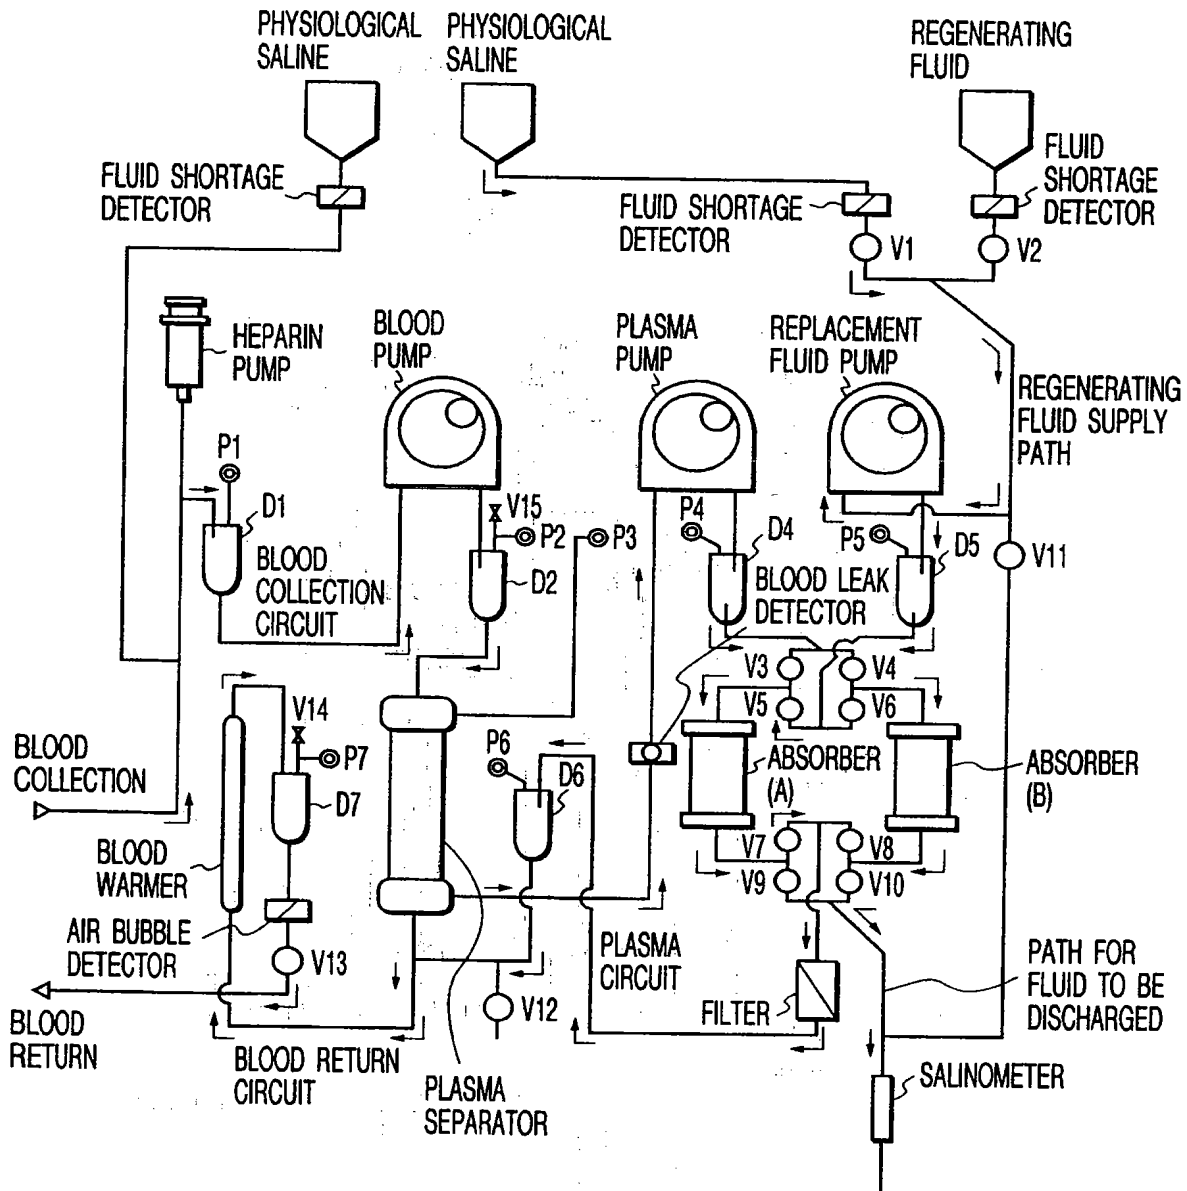 PHYSIOLOGICAL
SALINE
PHYSIOLOGICAL
SALINE
REGENERATING
FLUID
FLUID SHORTAGE
DETECTOR
FLUID SHORTAGE
DETECTOR
FLUID
SHORTAGE
DETECTOR
V1
V2
HEPARIN
PUMP
BLOOD
PUMP
PLASMA
PUMP
REPLACEMENT
FLUID PUMP
REGENERATING
FLUID SUPPLY
PATH
P1
D1
V15
P2
P3
D2
P4
D4
P5
D5
V11
BLOOD
COLLECTION
CIRCUIT
BLOOD LEAK
DETECTOR
V3
V4
V5
V6
V14
P7
D7
P6
D6
BLOOD
COLLECTION
ABSORBER
(A)
ABSORBER
(B)
V7
V8
V9
V10
BLOOD
WARMER
AIR BUBBLE
DETECTOR
V13
V12
PLASMA
CIRCUIT
FILTER
PATH FOR
FLUID TO BE
DISCHARGED
BLOOD
RETURN
BLOOD RETURN
CIRCUIT
PLASMA
SEPARATOR
SALINOMETER